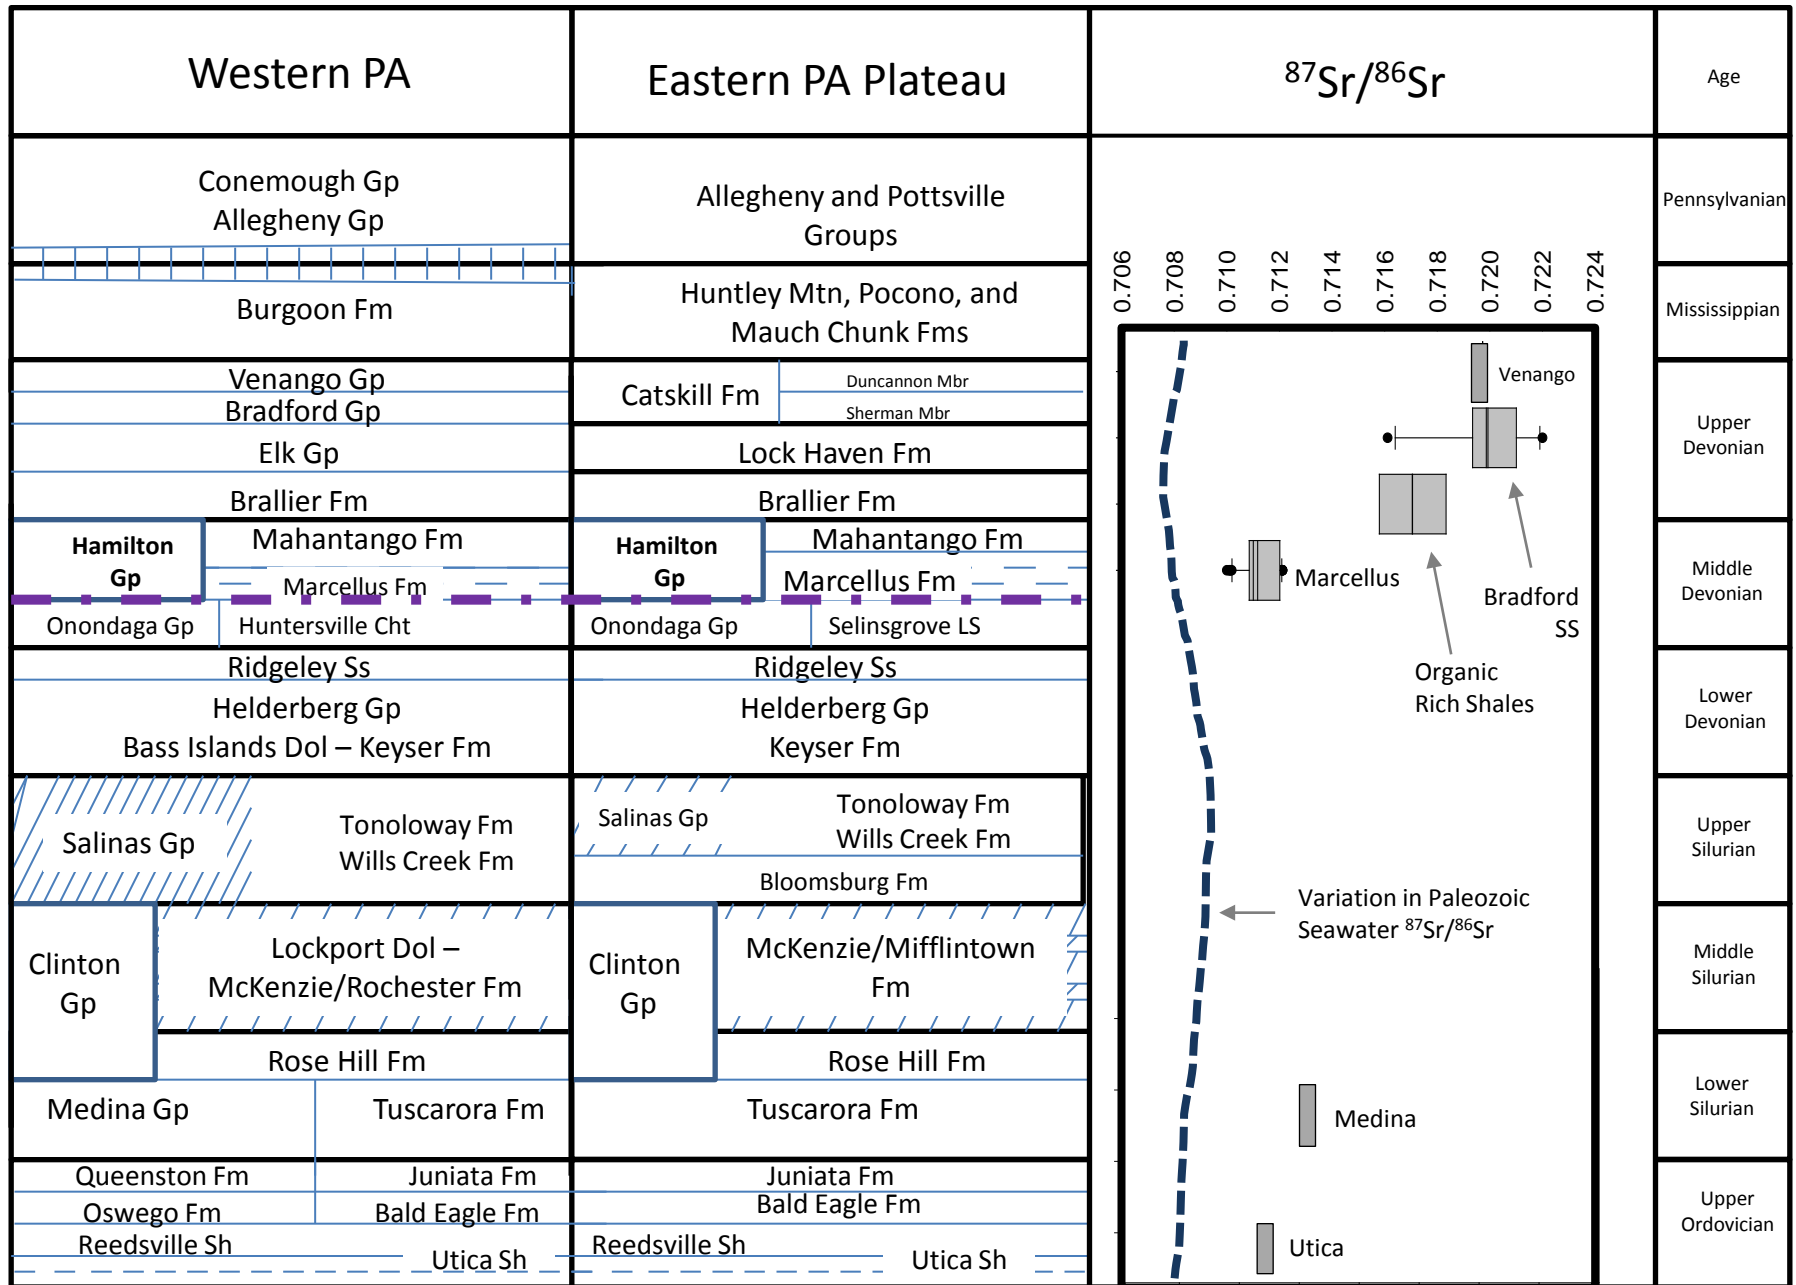 Western PA
Eastern PA Plateau
87Sr/86Sr
Age
Conemough Gp
Allegheny Gp
Allegheny and Pottsville
Groups
Pennsylvanian
0.706
0.708
0.710
0.712
0.714
0.716
0.718
0.720
0.722
0.724
Burgoon Fm
Huntley Mtn, Pocono, and
Mauch Chunk Fms
Mississippian
Venango Gp
Bradford Gp
Elk Gp
Brallier Fm
Catskill Fm
Duncannon Mbr
Sherman Mbr
Lock Haven Fm
Brallier Fm
Venango
Upper
Devonian
Hamilton
Gp
Mahantango Fm
Marcellus Fm
Onondaga Gp
Huntersville Cht
Hamilton
Gp
Mahantango Fm
Marcellus Fm
Onondaga Gp
Selinsgrove LS
Marcellus
Bradford
SS
Organic
Rich Shales
Middle
Devonian
Ridgeley Ss
Helderberg Gp
Bass Islands Dol – Keyser Fm
Ridgeley Ss
Helderberg Gp
Keyser Fm
Lower
Devonian
Salinas Gp
Tonoloway Fm
Wills Creek Fm
Salinas Gp
Tonoloway Fm
Wills Creek Fm
Bloomsburg Fm
Upper
Silurian
Variation in Paleozoic
Seawater 87Sr/86Sr
Clinton
Gp
Lockport Dol –
McKenzie/Rochester Fm
Clinton
Gp
McKenzie/Mifflintown
Fm
Middle
Silurian
Rose Hill Fm
Rose Hill Fm
Medina Gp
Tuscarora Fm
Tuscarora Fm
Medina
Lower
Silurian
Queenston Fm
Juniata Fm
Juniata Fm
Oswego Fm
Bald Eagle Fm
Bald Eagle Fm
Reedsville Sh
Utica Sh
Reedsville Sh
Utica Sh
Utica
Upper
Ordovician